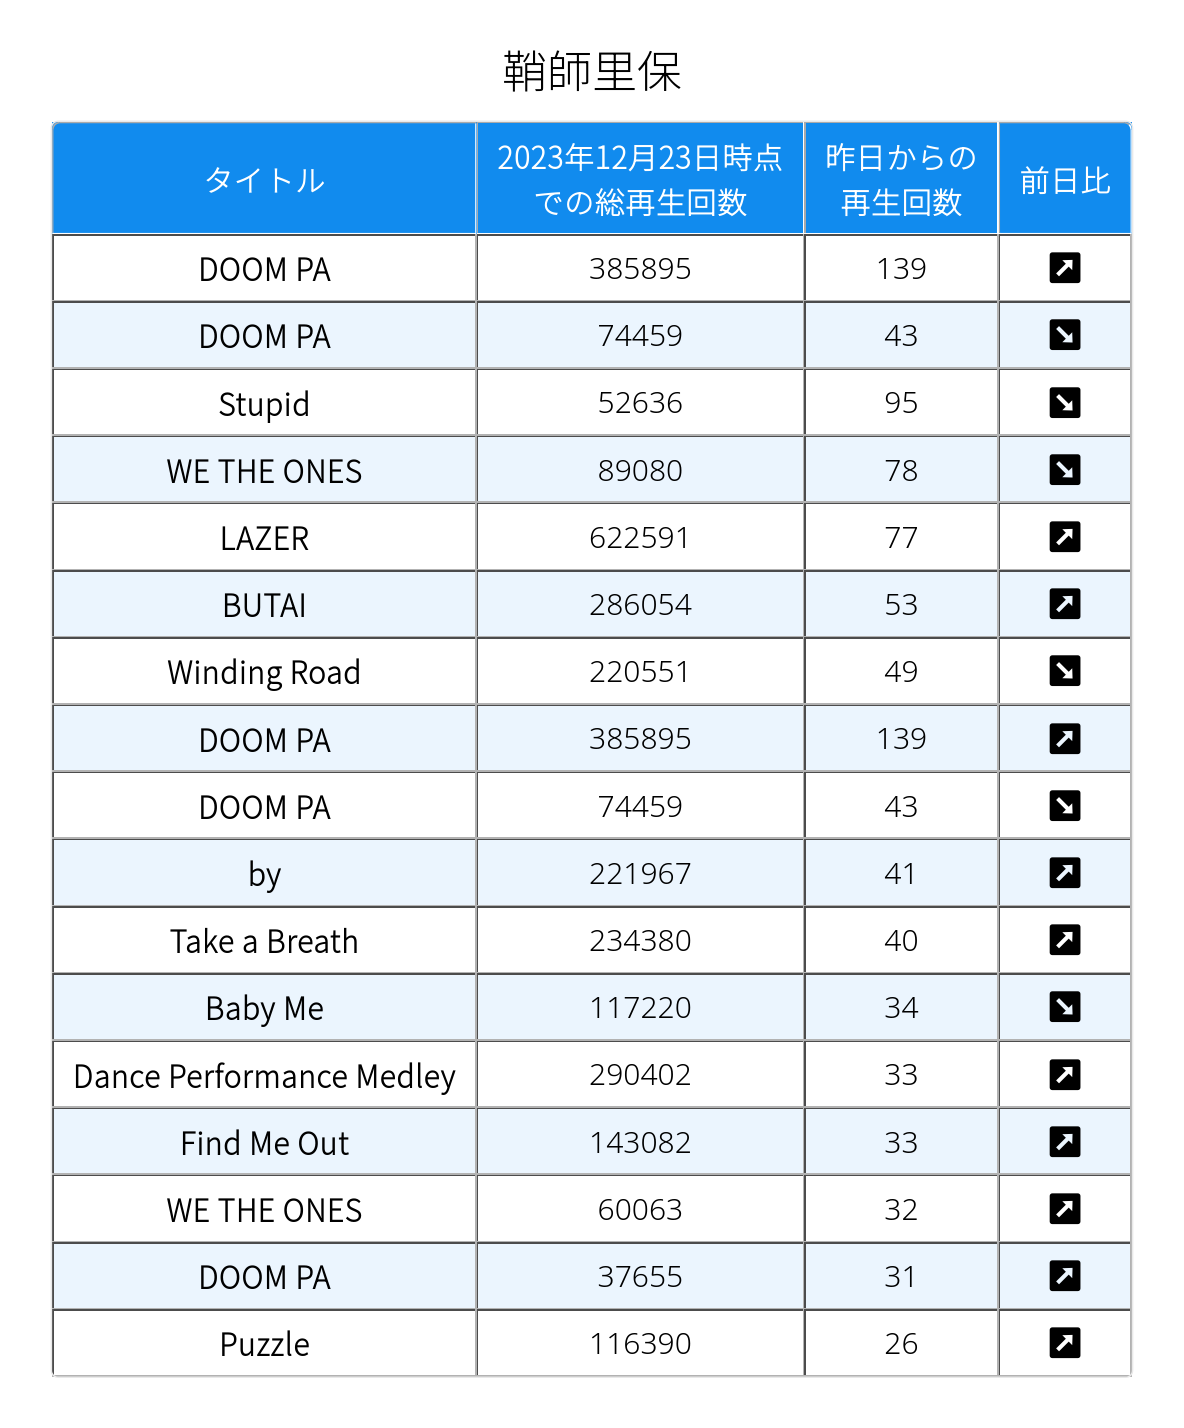 鞘師里保
タイトル 2023年12月23日時点での総再生回数 昨日からの再生回数 前日比
DOOM PA 385895 139 ↗
DOOM PA 74459 43 ↘
Stupid 52636 95 ↘
WE THE ONES 89080 78 ↘
LAZER 622591 77 ↗
BUTAI 286054 53 ↗
Winding Road 220551 49 ↘
DOOM PA 385895 139 ↗
DOOM PA 74459 43 ↘
by 221967 41 ↗
Take a Breath 234380 40 ↗
Baby Me 117220 34 ↘
Dance Performance Medley 290402 33 ↗
Find Me Out 143082 33 ↗
WE THE ONES 60063 32 ↗
DOOM PA 37655 31 ↗
Puzzle 116390 26 ↗